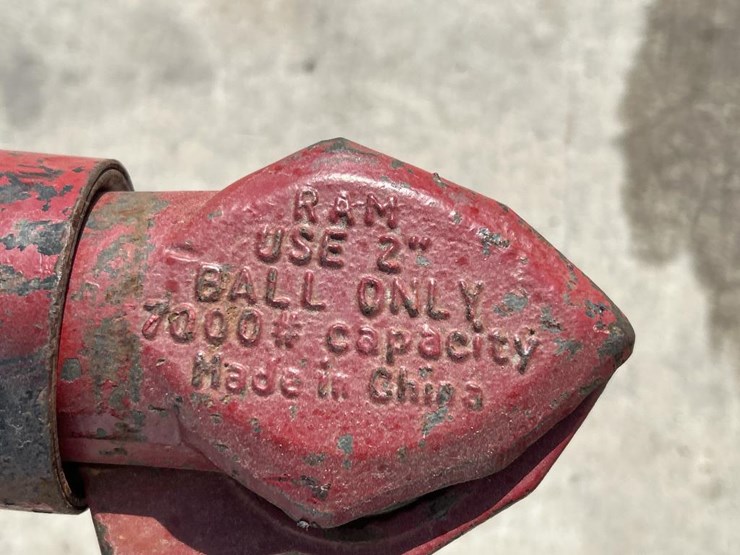 RAM
USE 2"
BALL ONLY
7000# capacity
Made in China